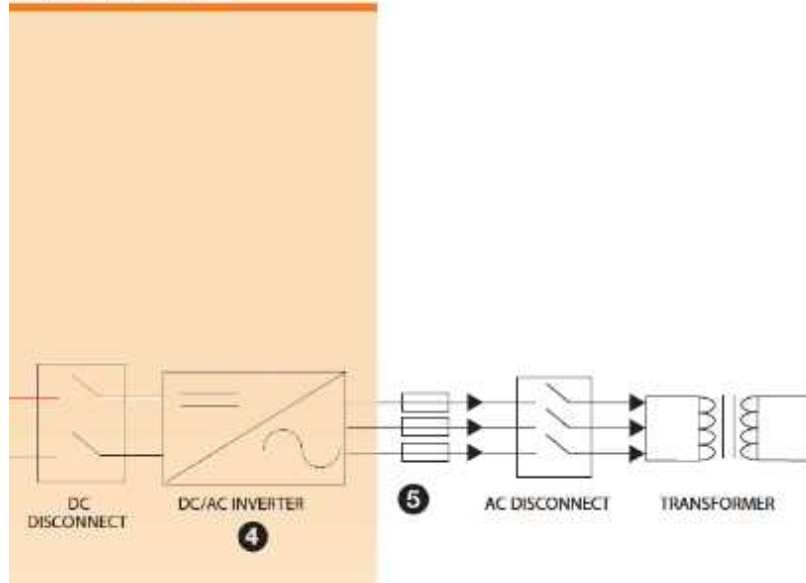 DC
DISCONNECT
DC/AC INVERTER
4
5
AC DISCONNECT
TRANSFORMER